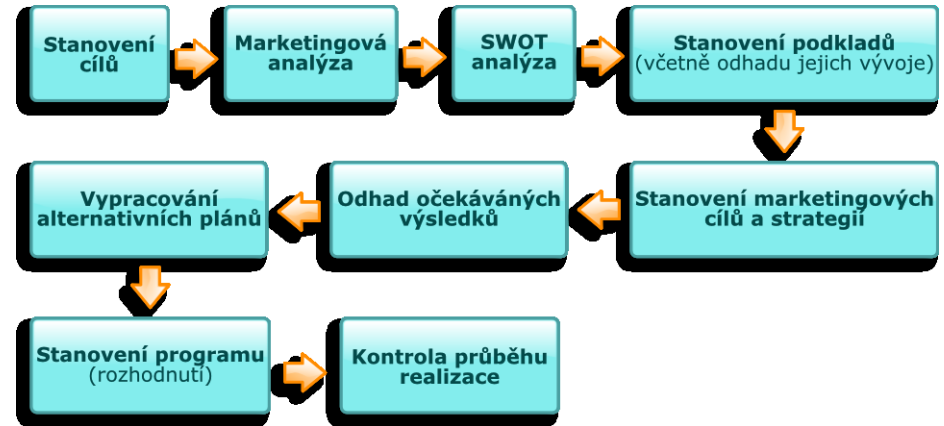 Stanovení
cílů
Marketingová
analýza
SWOT
analýza
Stanovení podkladů
(včetně odhadu jejich vývoje)
Stanovení marketingových
cílů a strategií
Odhad očekáváných
výsledků
Vypracování
alternativních plánů
Stanovení programu
(rozhodnutí)
Kontrola průběhu
realizace